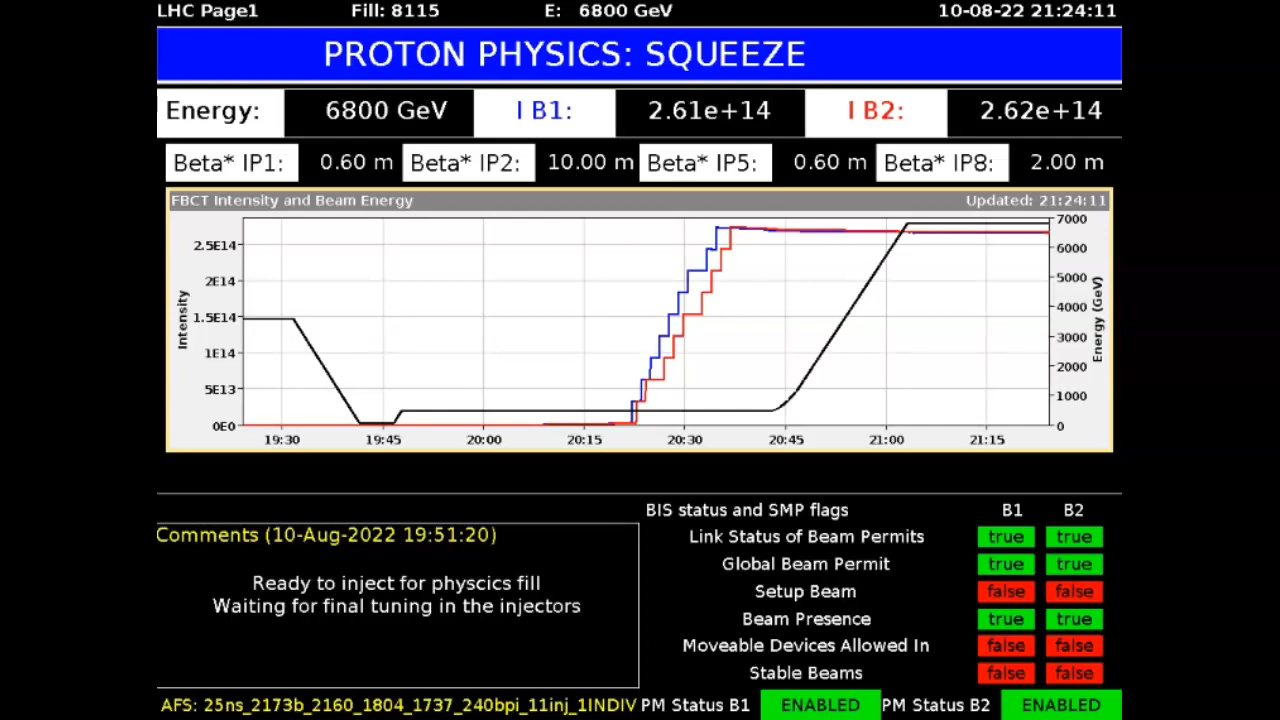 LHC Page1 Fill: 8115 E: 6800 GeV 10-08-22 21:24:11
PROTON PHYSICS: SQUEEZE
Energy: 6800 GeV I B1: 2.61e+14 I B2: 2.62e+14
Beta* IP1: 0.60 m Beta* IP2: 10.00 m Beta* IP5: 0.60 m Beta* IP8: 2.00 m
FBCT Intensity and Beam Energy Updated: 21:24:11
Intensity
2.5E14
2E14
1.5E14
1E14
5E13
0E0
7000
6000
5000
4000
3000
2000
1000
0
Energy (GeV)
19:30 19:45 20:00 20:15 20:30 20:45 21:00 21:15
Comments (10-Aug-2022 19:51:20)
Ready to inject for physcics fill
Waiting for final tuning in the injectors
BIS status and SMP flags B1 B2
Link Status of Beam Permits true true
Global Beam Permit true true
Setup Beam false false
Beam Presence true true
Moveable Devices Allowed In false false
Stable Beams false false
AFS: 25ns_2173b_2160_1804_1737_240bpi_11inj_1INDIV PM Status B1 ENABLED PM Status B2 ENABLED